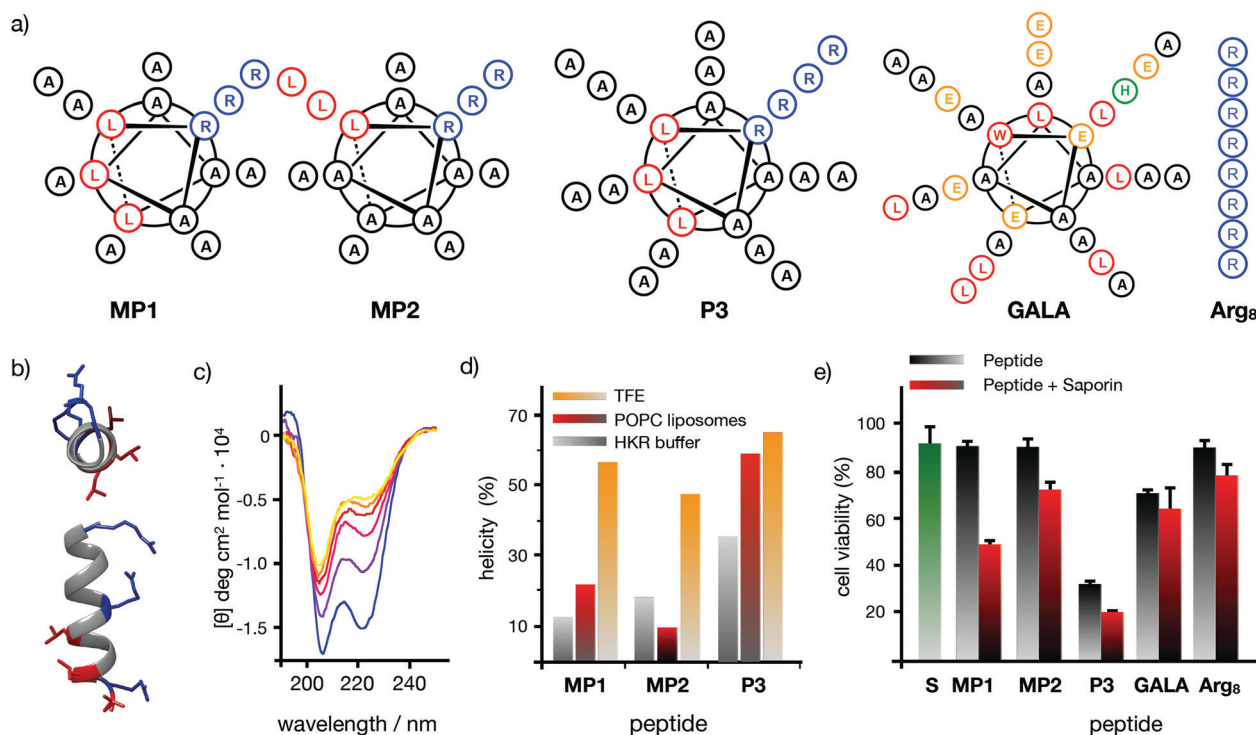 a)
A
R
A
R
A
A
L
R
L
A
A
A
A
L
A
A
A
MP1
A
R
L
R
L
A
R
L
R
A
A
A
A
A
A
A
A
A
MP2
A
R
A
R
A
R
A
A
L
R
L
A
A
A
A
A
L
A
A
A
A
A
P3
E
A
E
E
A
H
A
E
A
L
A
L
W
E
A
L
A
A
E
A
L
E
A
A
A
L
L
L
A
GALA
R
R
R
R
R
R
R
R
Arg₈
b)
c)
[θ] deg cm² mol⁻¹ · 10⁴
0
-0.5
-1.0
-1.5
200
220
240
wavelength / nm
d)
TFE
POPC liposomes
HKR buffer
helicity (%)
70
50
30
10
MP1
MP2
P3
peptide
e)
Peptide
Peptide + Saporin
cell viability (%)
100
80
60
40
20
S
MP1
MP2
P3
GALA
Arg₈
peptide